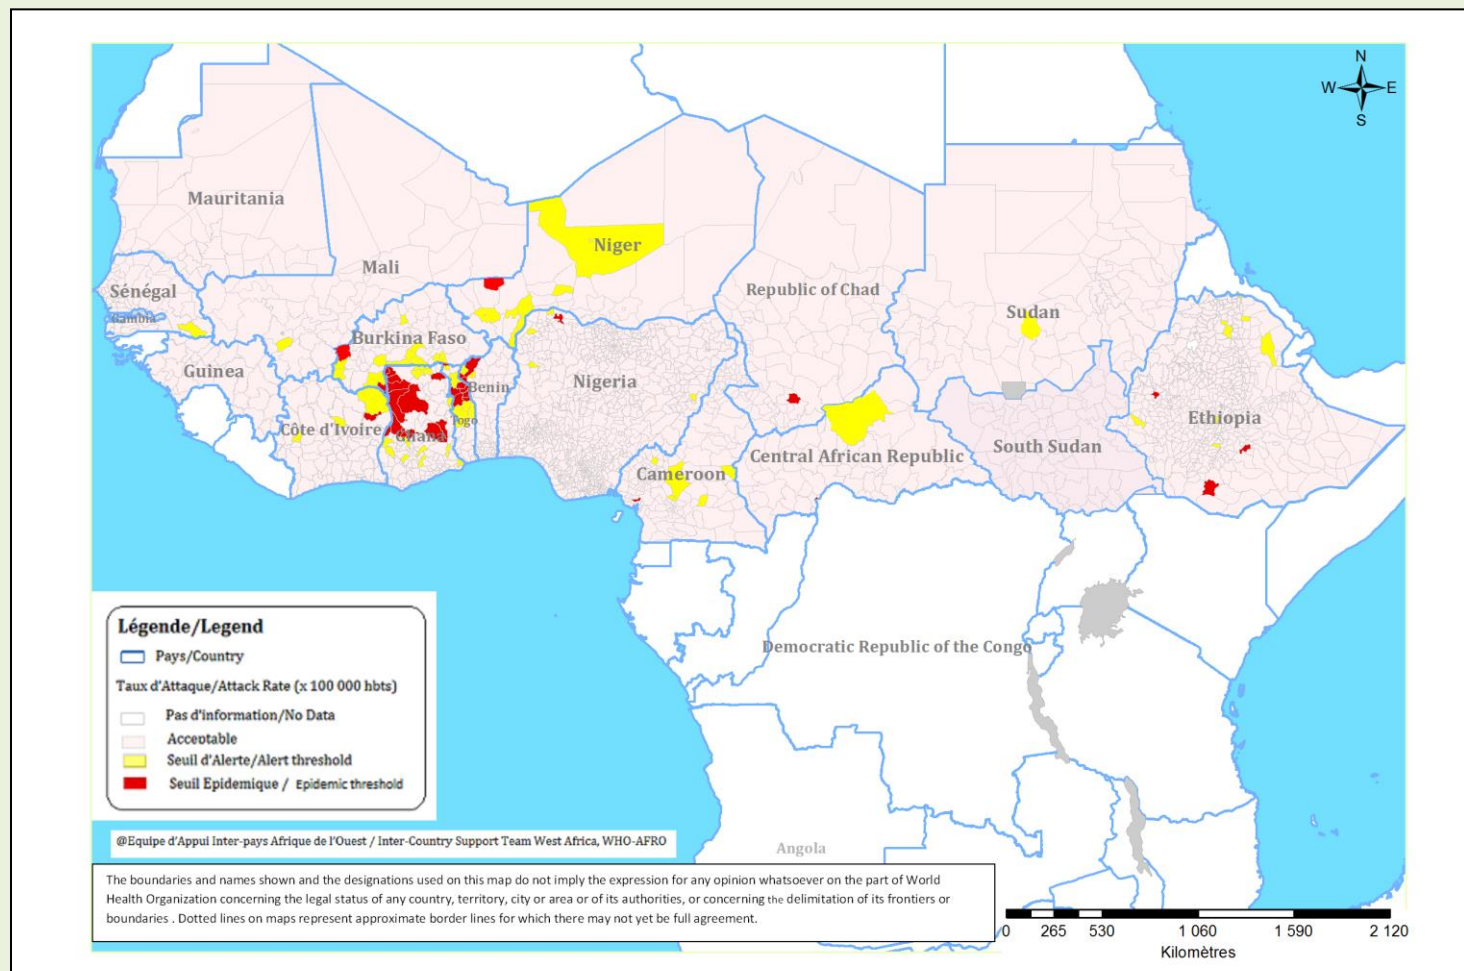 N
W E
S
Mauritania
Niger
Mali
Sénégal
Gambia
Republic of Chad
Sudan
Burkina Faso
Guinea
Nigeria
Benin
Togo
Côte d'Ivoire
Ghana
Ethiopia
South Sudan
Central African Republic
Cameroon
Democratic Republic of the Congo
Angola
Légende/Legend
Pays/Country
Taux d'Attaque/Attack Rate (x 100 000 hbts)
Pas d'information/No Data
Acceptable
Seuil d'Alerte/Alert threshold
Seuil Epidemique / Epidemic threshold
@Equipe d'Appui Inter-pays Afrique de l'Ouest / Inter-Country Support Team West Africa, WHO-AFRO
The boundaries and names shown and the designations used on this map do not imply the expression for any opinion whatsoever on the part of World
Health Organization concerning the legal status of any country, territory, city or area or of its authorities, or concerning the delimitation of its frontiers or
boundaries . Dotted lines on maps represent approximate border lines for which there may not yet be full agreement.
0 265 530 1 060 1 590 2 120
Kilomètres